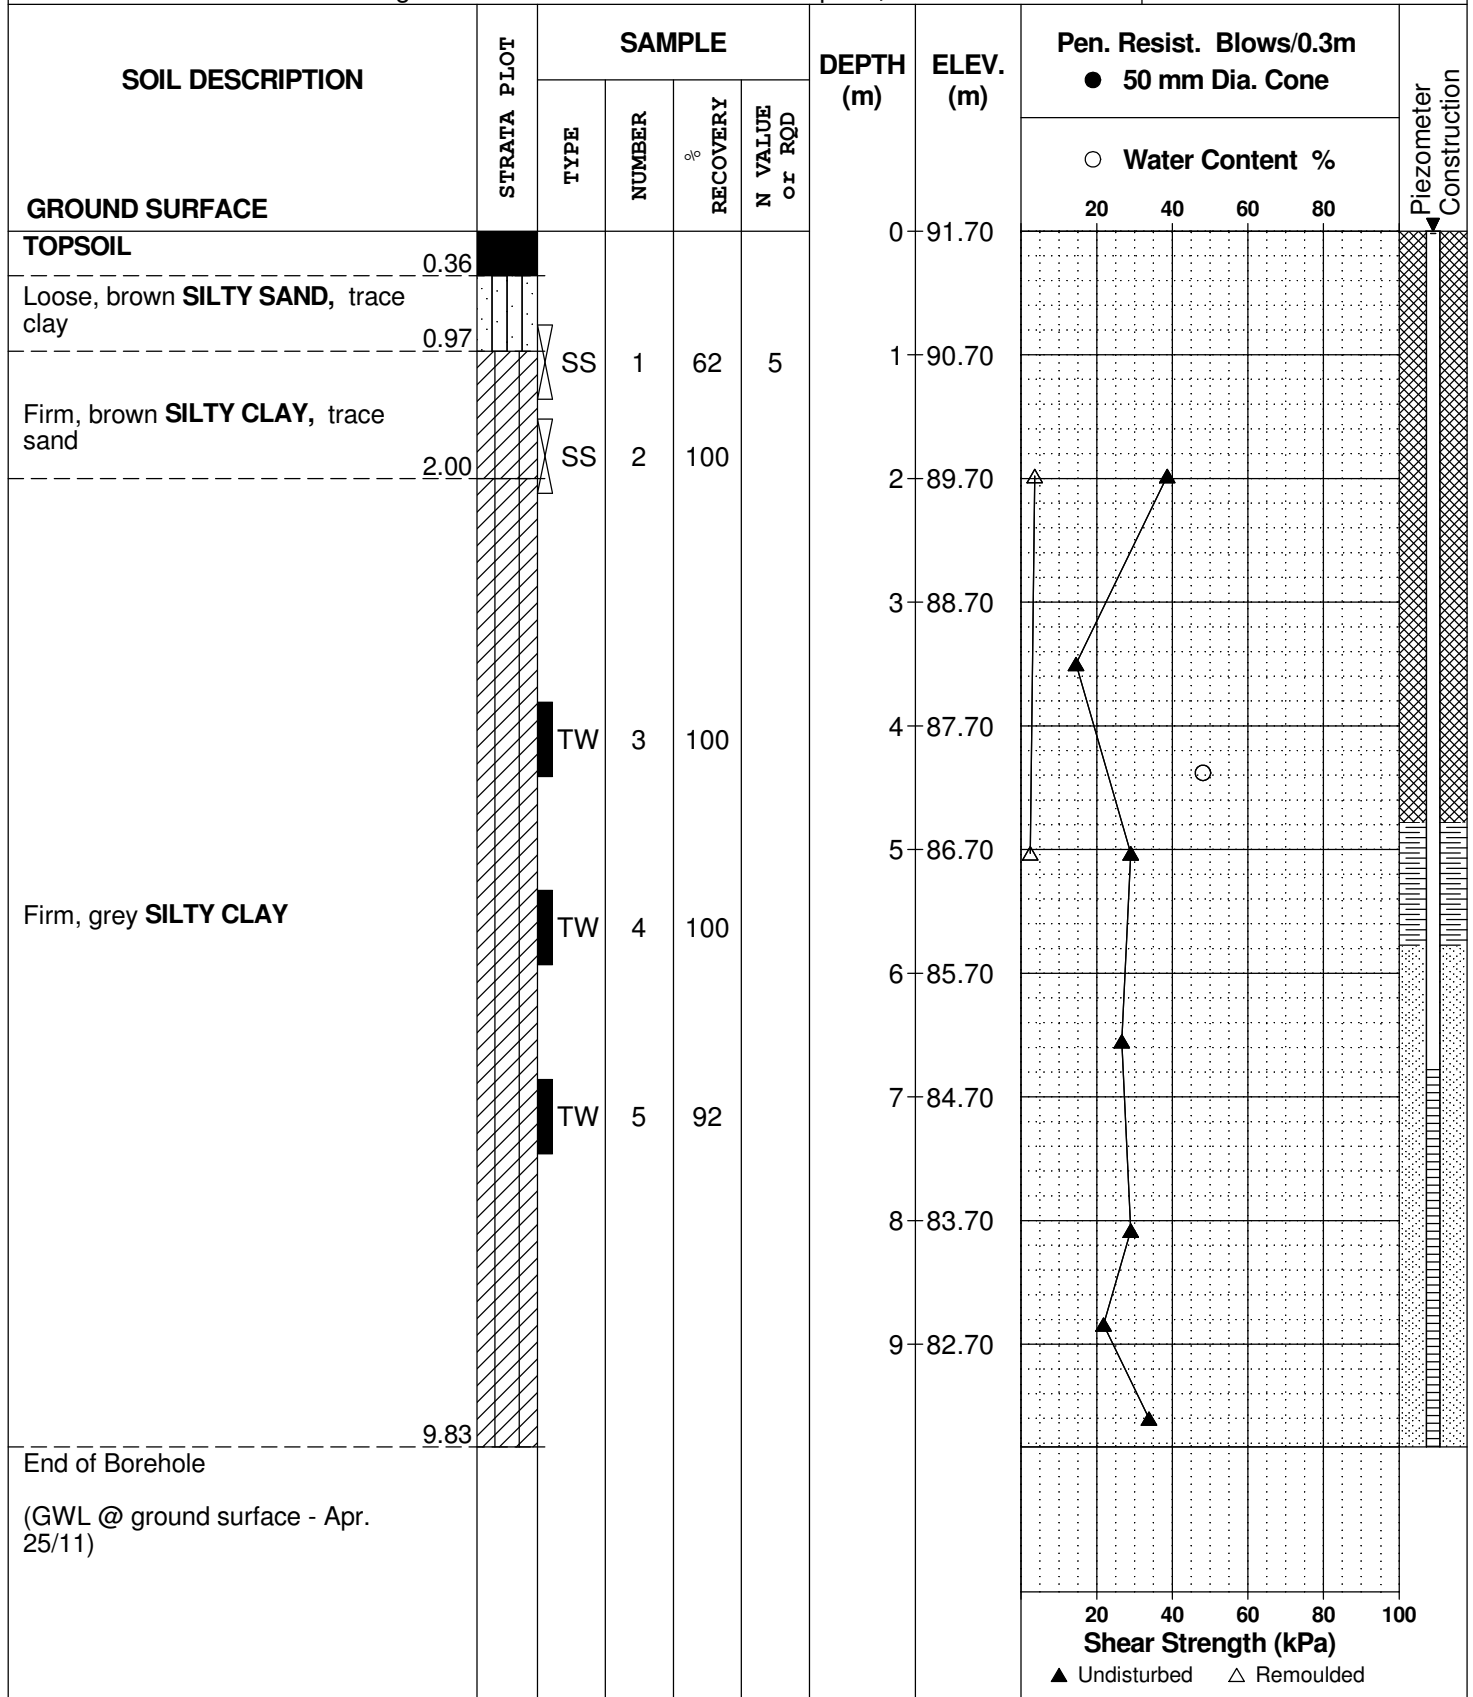 SOIL DESCRIPTION
GROUND SURFACE
STRATA PLOT
SAMPLE
TYPE
NUMBER
%
RECOVERY
N VALUE
or RQD
DEPTH
(m)
ELEV.
(m)
Pen. Resist. Blows/0.3m
● 50 mm Dia. Cone
○ Water Content %
20 40 60 80
Piezometer
Construction
TOPSOIL
0.36
0 91.70
Loose, brown SILTY SAND, trace
clay
0.97
SS 1 62 5
1 90.70
Firm, brown SILTY CLAY, trace
sand
2.00
SS 2 100
2 89.70
3 88.70
TW 3 100
4 87.70
5 86.70
Firm, grey SILTY CLAY
TW 4 100
6 85.70
TW 5 92
7 84.70
8 83.70
9 82.70
9.83
End of Borehole
(GWL @ ground surface - Apr.
25/11)
20 40 60 80 100
Shear Strength (kPa)
▲ Undisturbed △ Remoulded